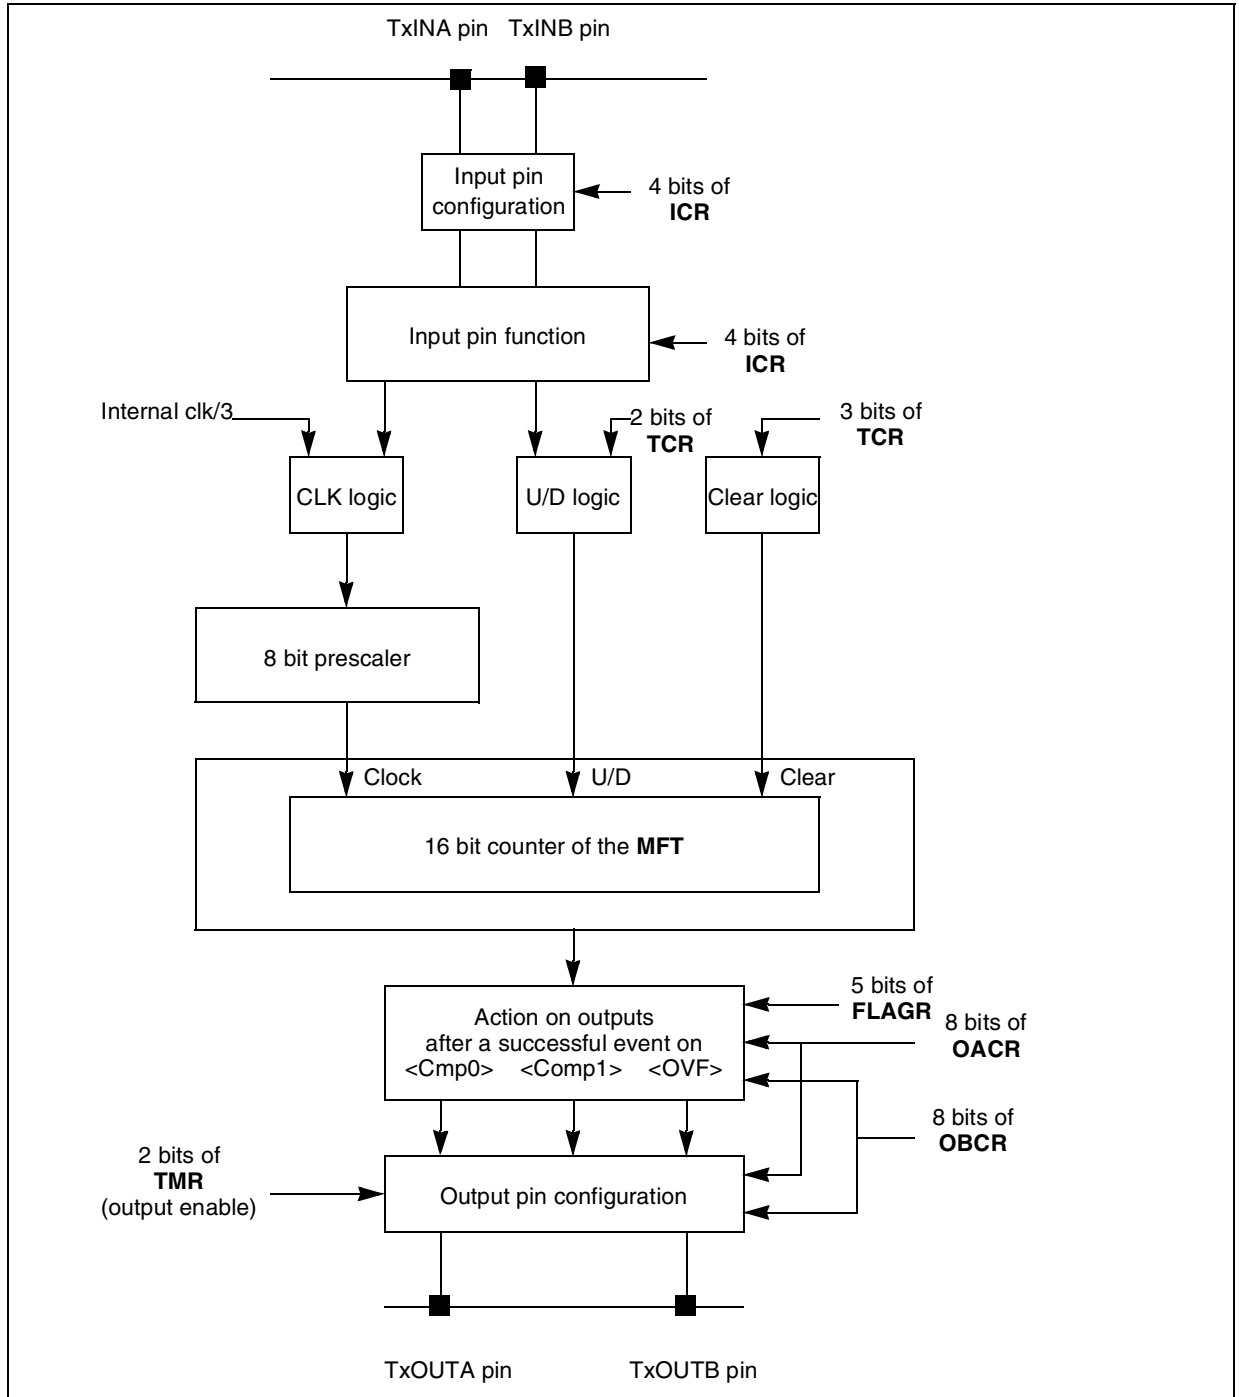 TxINA pin TxINB pin
Input pin
configuration
4 bits of
ICR
Input pin function
4 bits of
ICR
Internal clk/3
2 bits of
TCR
3 bits of
TCR
CLK logic
U/D logic
Clear logic
8 bit prescaler
Clock
U/D
Clear
16 bit counter of the MFT
5 bits of
FLAGR
Action on outputs
after a successful event on
<Cmp0> <Comp1> <OVF>
8 bits of
OACR
8 bits of
OBCR
2 bits of
TMR
(output enable)
Output pin configuration
TxOUTA pin
TxOUTB pin